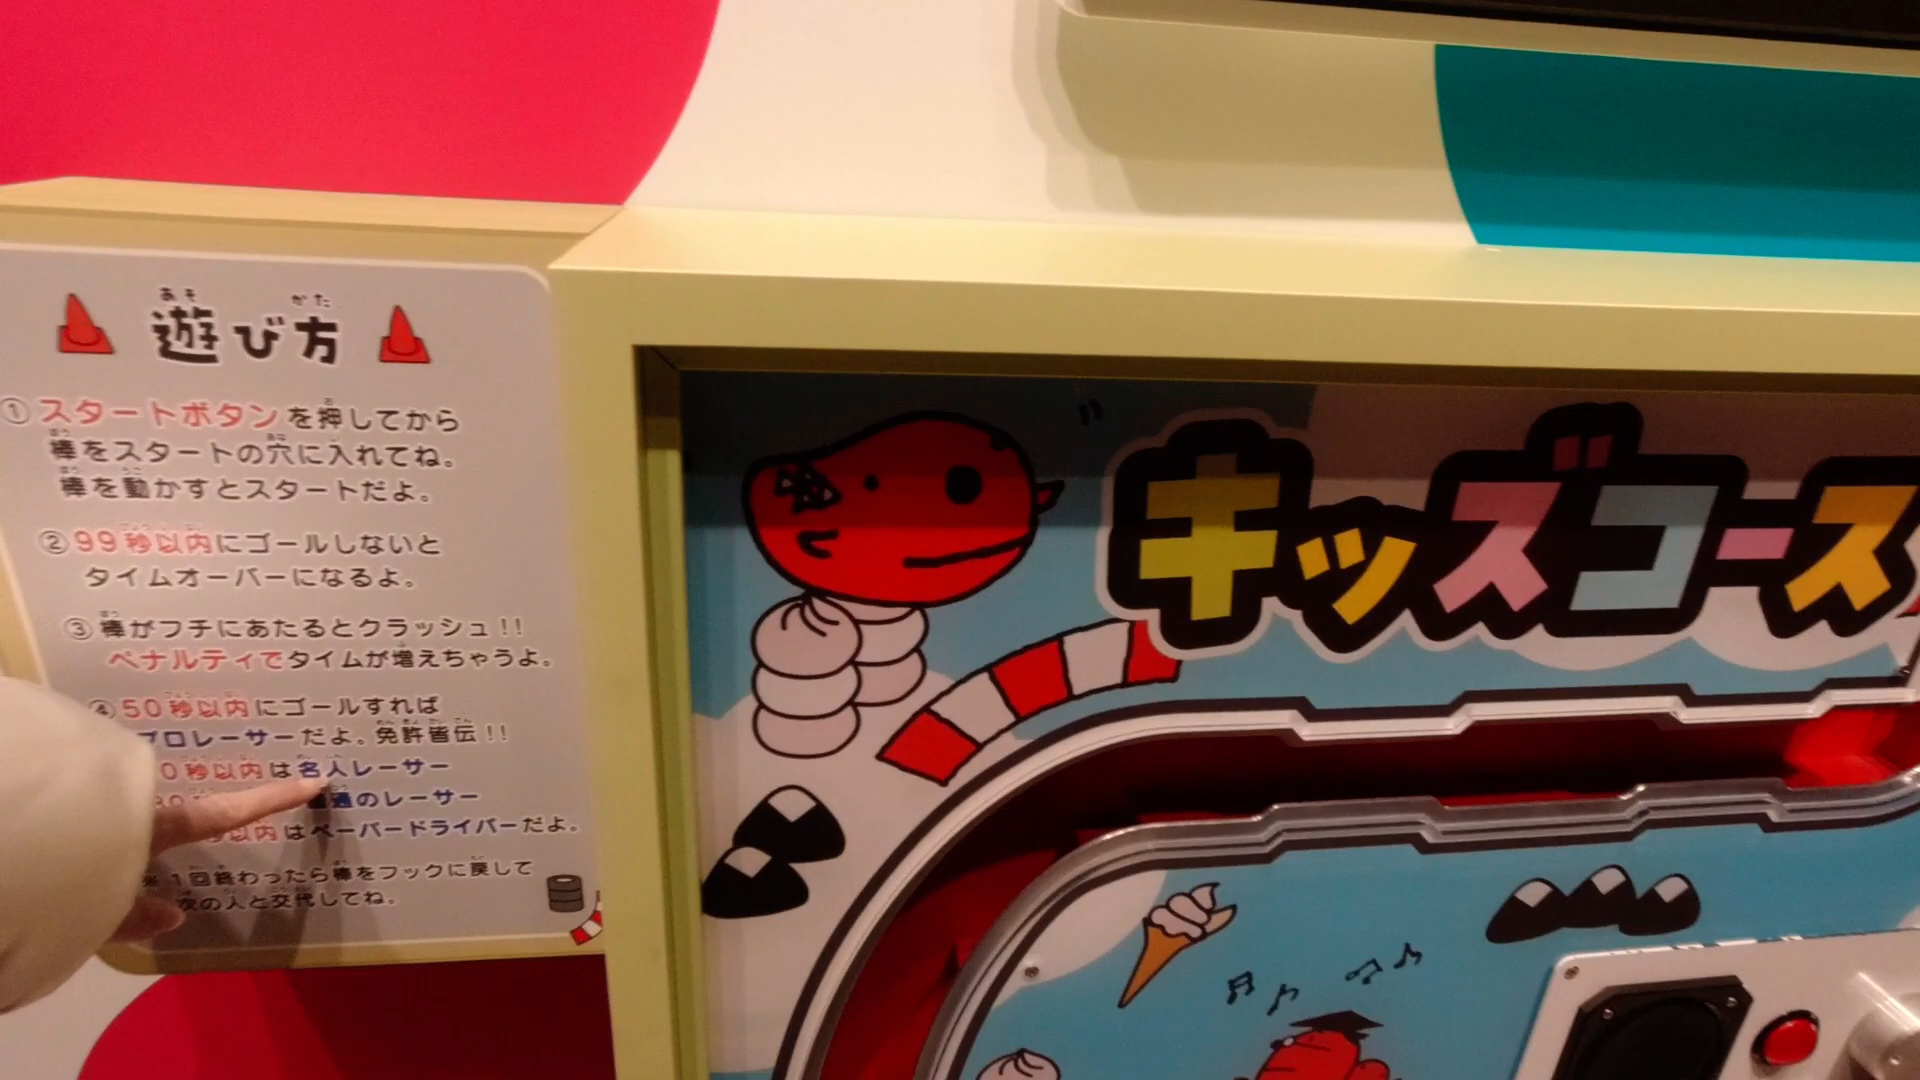 遊び方
①スタートボタンを押してから
棒をスタートの穴に入れてね。
棒を動かすとスタートだよ。
②99秒以内にゴールしないと
タイムオーバーになるよ。
③棒がフチにあたるとクラッシュ!!
ペナルティでタイムが増えちゃうよ。
④50秒以内にゴールすれば
プロレーサーだよ。免許皆伝!!
0秒以内は名人レーサー
通のレーサー
以内はペーパードライバーだよ。
※1回終わったら棒をフックに戻して
次の人と交代してね。
キッズコース